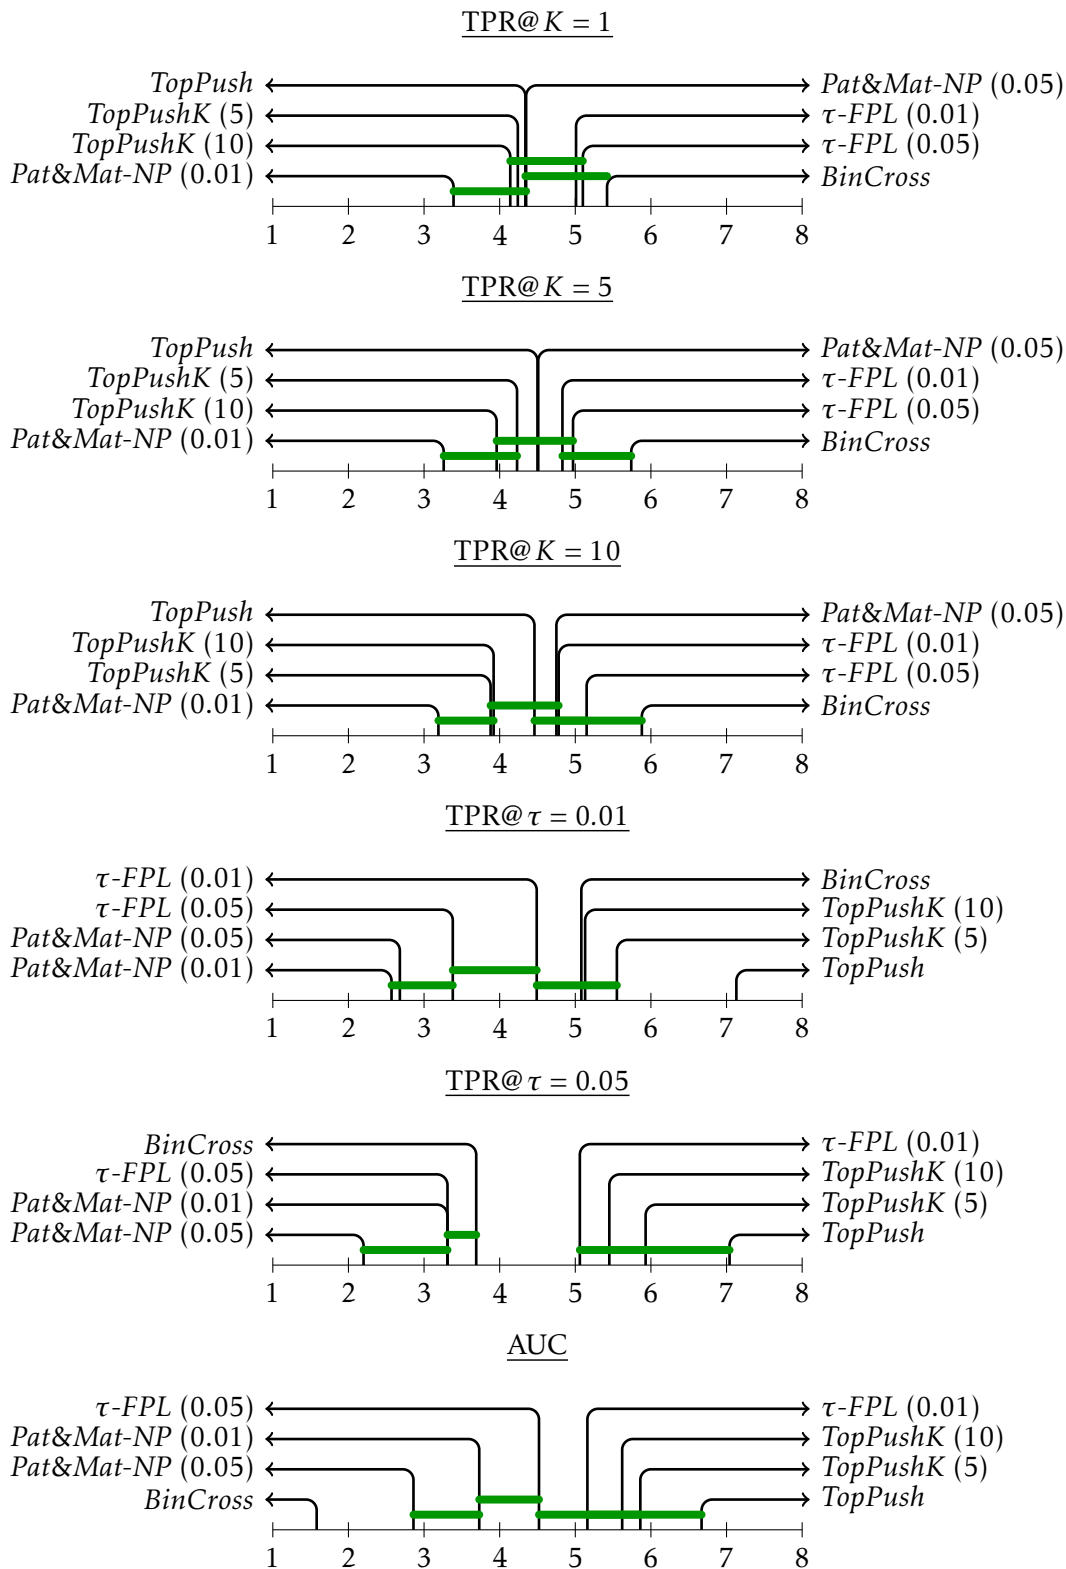 TPR@K = 1
TopPush Pat&Mat-NP (0.05)
TopPushK (5) τ-FPL (0.01)
TopPushK (10) τ-FPL (0.05)
Pat&Mat-NP (0.01) BinCross
1 2 3 4 5 6 7 8
TPR@K = 5
TopPush Pat&Mat-NP (0.05)
TopPushK (5) τ-FPL (0.01)
TopPushK (10) τ-FPL (0.05)
Pat&Mat-NP (0.01) BinCross
1 2 3 4 5 6 7 8
TPR@K = 10
TopPush Pat&Mat-NP (0.05)
TopPushK (10) τ-FPL (0.01)
TopPushK (5) τ-FPL (0.05)
Pat&Mat-NP (0.01) BinCross
1 2 3 4 5 6 7 8
TPR@τ = 0.01
τ-FPL (0.01) BinCross
τ-FPL (0.05) TopPushK (10)
Pat&Mat-NP (0.05) TopPushK (5)
Pat&Mat-NP (0.01) TopPush
1 2 3 4 5 6 7 8
TPR@τ = 0.05
BinCross τ-FPL (0.01)
τ-FPL (0.05) TopPushK (10)
Pat&Mat-NP (0.01) TopPushK (5)
Pat&Mat-NP (0.05) TopPush
1 2 3 4 5 6 7 8
AUC
τ-FPL (0.05) τ-FPL (0.01)
Pat&Mat-NP (0.01) TopPushK (10)
Pat&Mat-NP (0.05) TopPushK (5)
BinCross TopPush
1 2 3 4 5 6 7 8